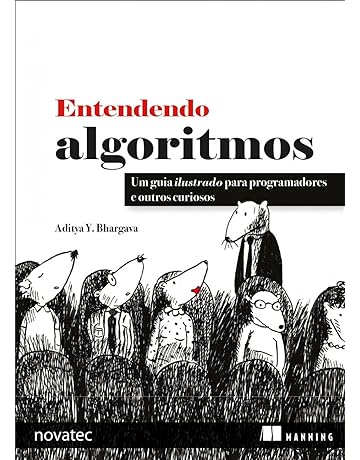 Entendendo
algoritmos
Um guia ilustrado para programadores
e outros curiosos
Aditya Y. Bhargava
novatec
MANNING